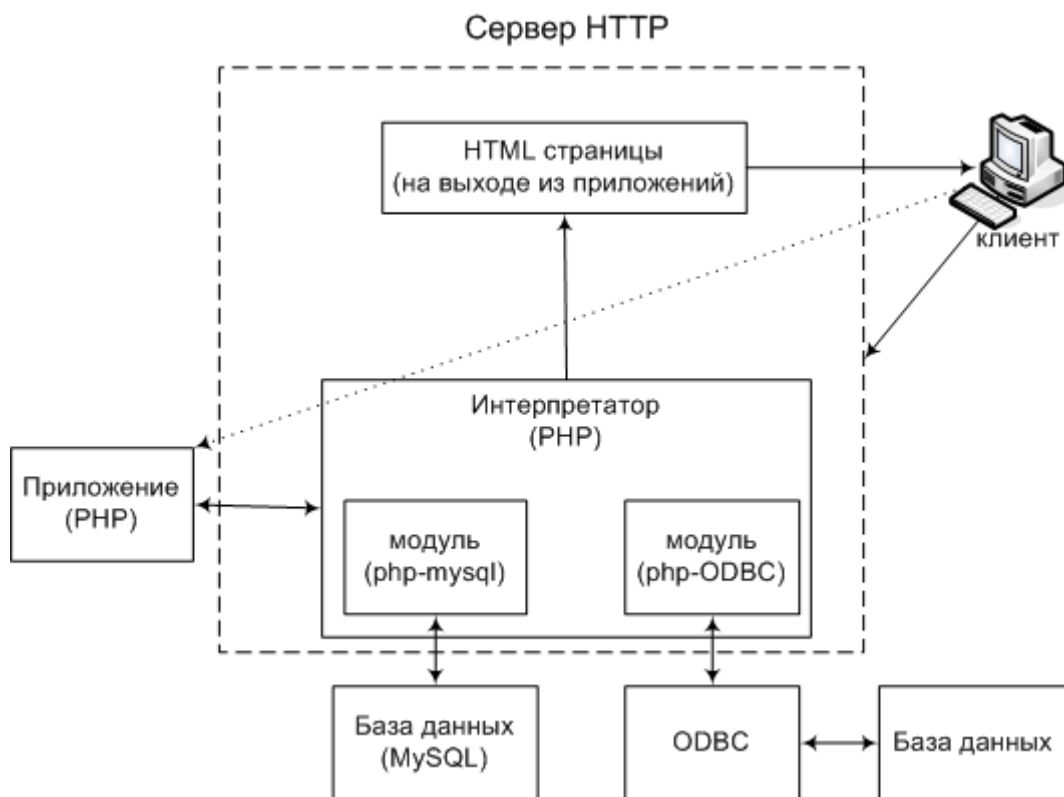 Сервер HTTP
HTML страницы
(на выходе из приложений)
клиент
Интерпретатор
(PHP)
Приложение
(PHP)
модуль
(php-mysql)
модуль
(php-ODBC)
База данных
(MySQL)
ODBC
База данных